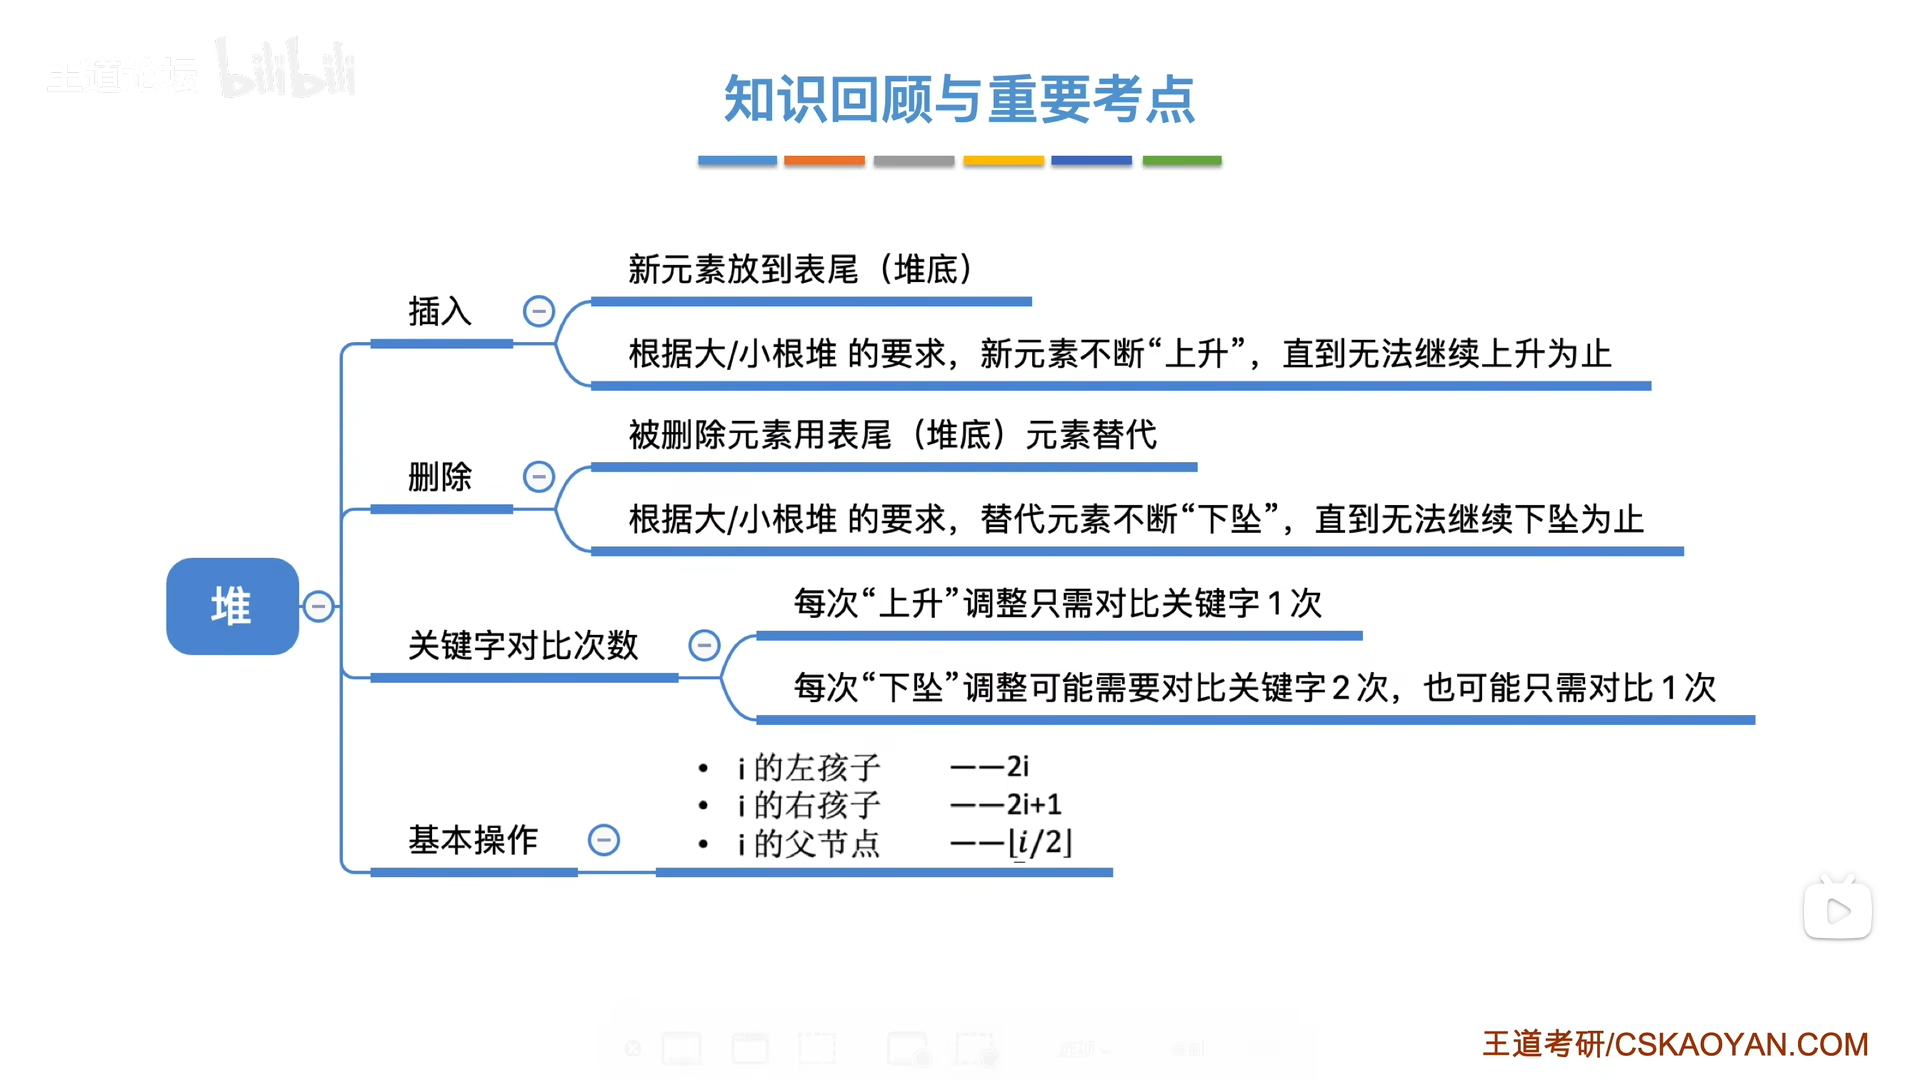 王道论坛 bilibili
知识回顾与重要考点
新元素放到表尾（堆底）
插入
根据大/小根堆 的要求，新元素不断“上升”，直到无法继续上升为止
被删除元素用表尾（堆底）元素替代
删除
根据大/小根堆 的要求，替代元素不断“下坠”，直到无法继续下坠为止
堆
每次“上升”调整只需对比关键字1次
关键字对比次数
每次“下坠”调整可能需要对比关键字2次，也可能只需对比1次
• i 的左孩子 ——2i
• i 的右孩子 ——2i+1
基本操作
• i 的父节点 ——⌊i/2⌋
王道考研/CSKAOYAN.COM